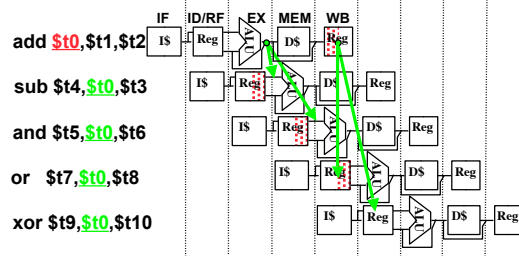 IF ID/RF EX MEM WB
add $t0,$t1,$t2 I$ Reg ALU D$ Reg
sub $t4,$t0,$t3 I$ Reg ALU D$ Reg
and $t5,$t0,$t6 I$ Reg ALU D$ Reg
or $t7,$t0,$t8 I$ Reg ALU D$ Reg
xor $t9,$t0,$t10 I$ Reg ALU D$ Reg